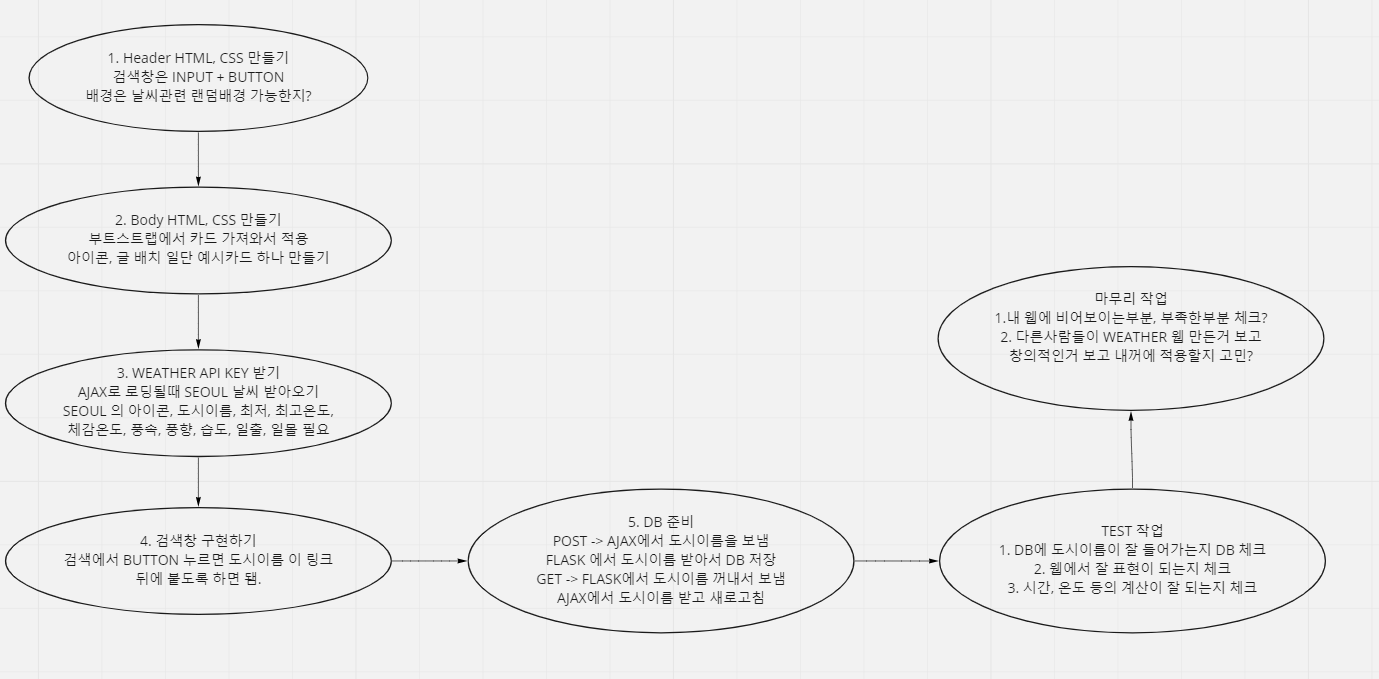 1. Header HTML, CSS 만들기
검색창은 INPUT + BUTTON
배경은 날씨관련 랜덤배경 가능한지?
2. Body HTML, CSS 만들기
부트스트랩에서 카드 가져와서 적용
아이콘, 글 배치 일단 예시카드 하나 만들기
3. WEATHER API KEY 받기
AJAX로 로딩될때 SEOUL 날씨 받아오기
SEOUL 의 아이콘, 도시이름, 최저, 최고온도,
체감온도, 풍속, 풍향, 습도, 일출, 일몰 필요
4. 검색창 구현하기
검색에서 BUTTON 누르면 도시이름 이 링크
뒤에 붙도록 하면 됌.
5. DB 준비
POST -> AJAX에서 도시이름을 보냄
FLASK 에서 도시이름 받아서 DB 저장
GET -> FLASK에서 도시이름 꺼내서 보냄
AJAX에서 도시이름 받고 새로고침
TEST 작업
1. DB에 도시이름이 잘 들어가는지 DB 체크
2. 웹에서 잘 표현이 되는지 체크
3. 시간, 온도 등의 계산이 잘 되는지 체크
마무리 작업
1.내 웹에 비어보이는부분, 부족한부분 체크?
2. 다른사람들이 WEATHER 웹 만든거 보고
창의적인거 보고 내꺼에 적용할지 고민?